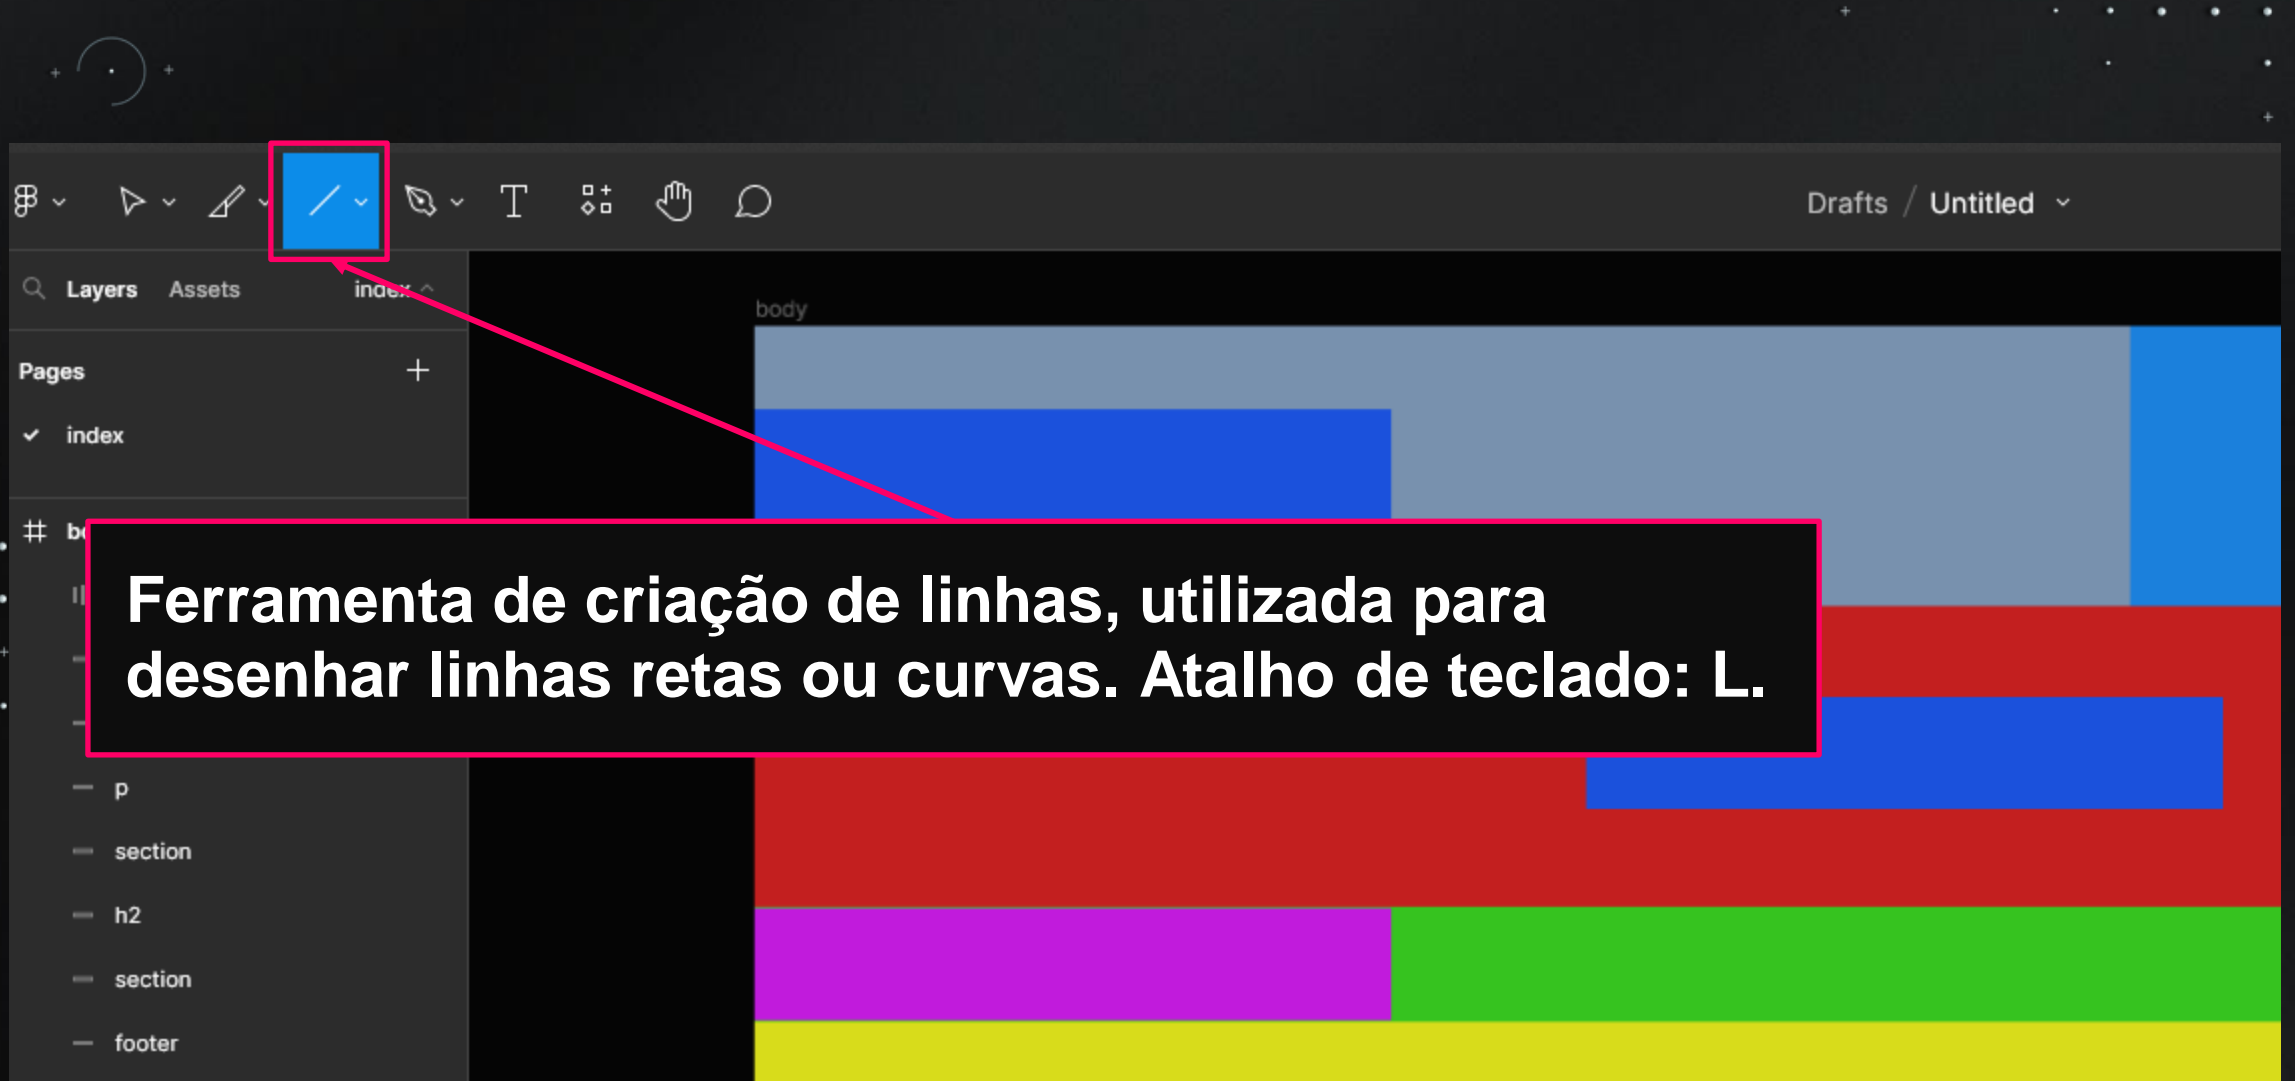 Drafts / Untitled
Layers Assets index
body
Pages
index
Ferramenta de criação de linhas, utilizada para
desenhar linhas retas ou curvas. Atalho de teclado: L.
p
section
h2
section
footer